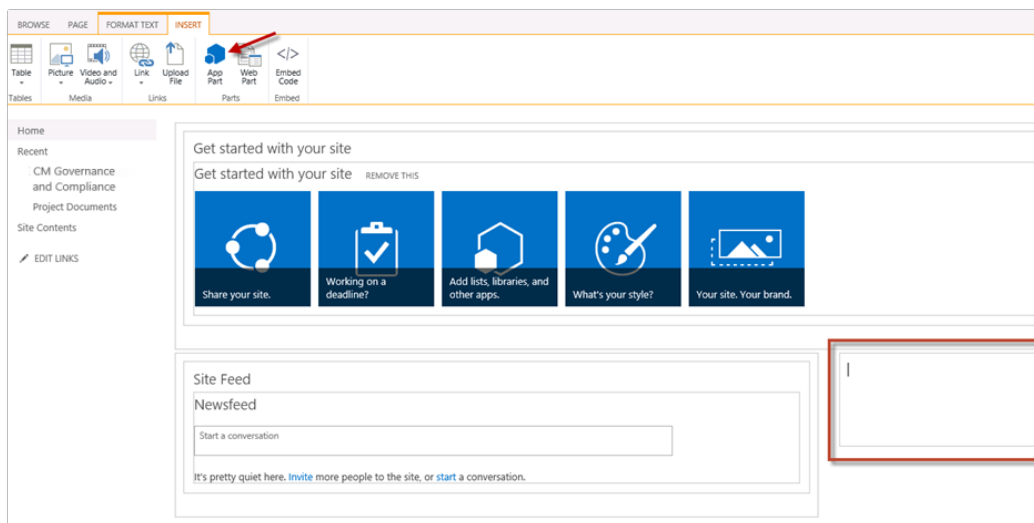 BROWSE PAGE FORMAT TEXT INSERT
Table Picture Video and Audio Link Upload File App Part Web Part Embed Code
Tables Media Links Parts Embed
Home
Recent
CM Governance
and Compliance
Project Documents
Site Contents
EDIT LINKS
Get started with your site
Get started with your site REMOVE THIS
Share your site.
Working on a
deadline?
Add lists, libraries, and
other apps.
What's your style?
Your site. Your brand.
Site Feed
Newsfeed
Start a conversation
It's pretty quiet here. Invite more people to the site, or start a conversation.